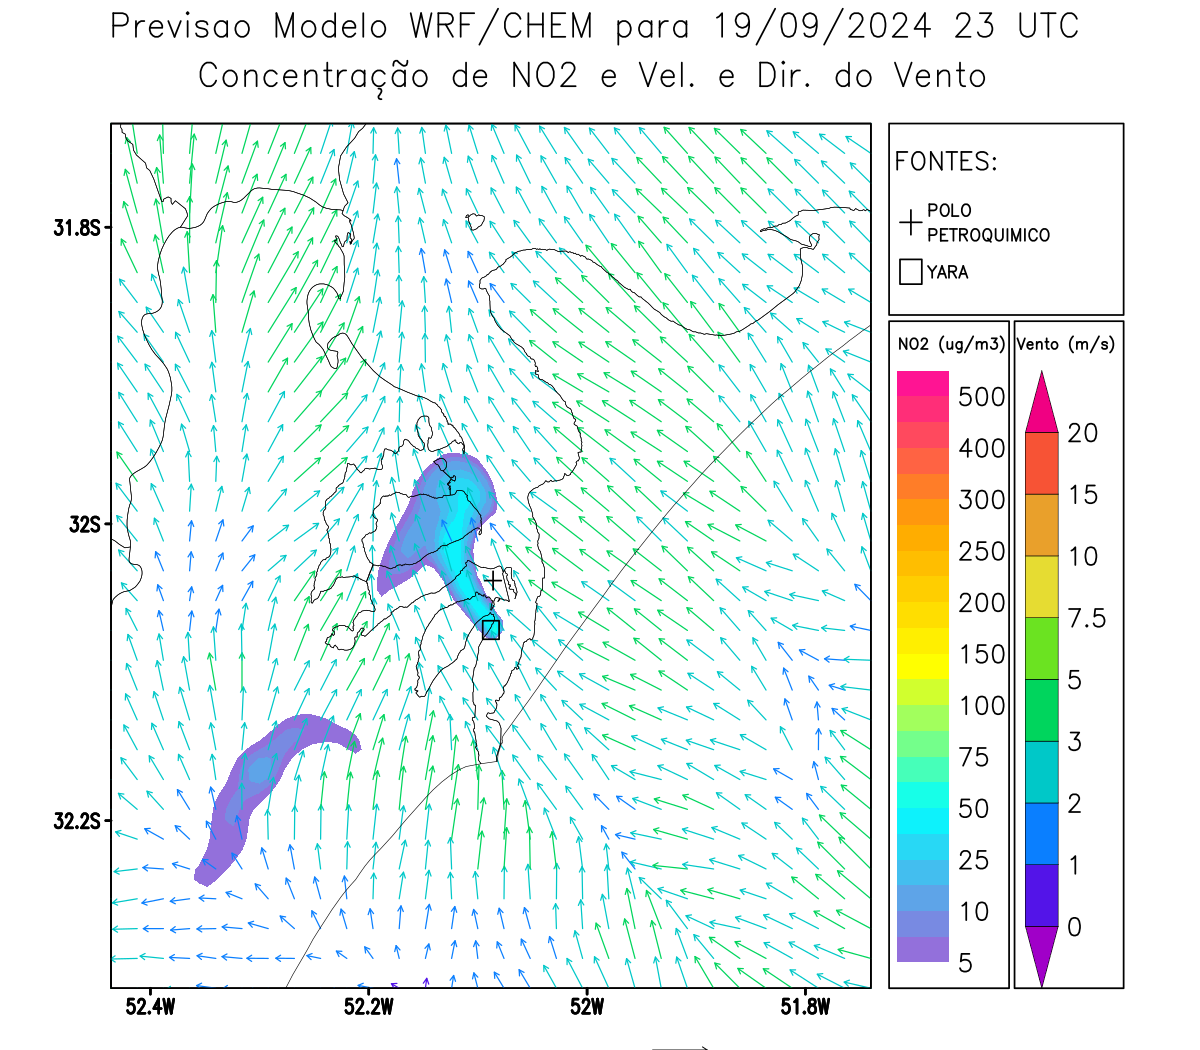 Previsao Modelo WRF/CHEM para 19/09/2024 23 UTC
Concentração de NO2 e Vel. e Dir. do Vento
FONTES:
POLO
PETROQUIMICO
YARA
NO2 (ug/m3)
500
400
300
250
200
150
100
75
50
25
10
5
Vento (m/s)
20
15
10
7.5
5
3
2
1
0
31.8S
32S
32.2S
52.4W
52.2W
52W
51.8W